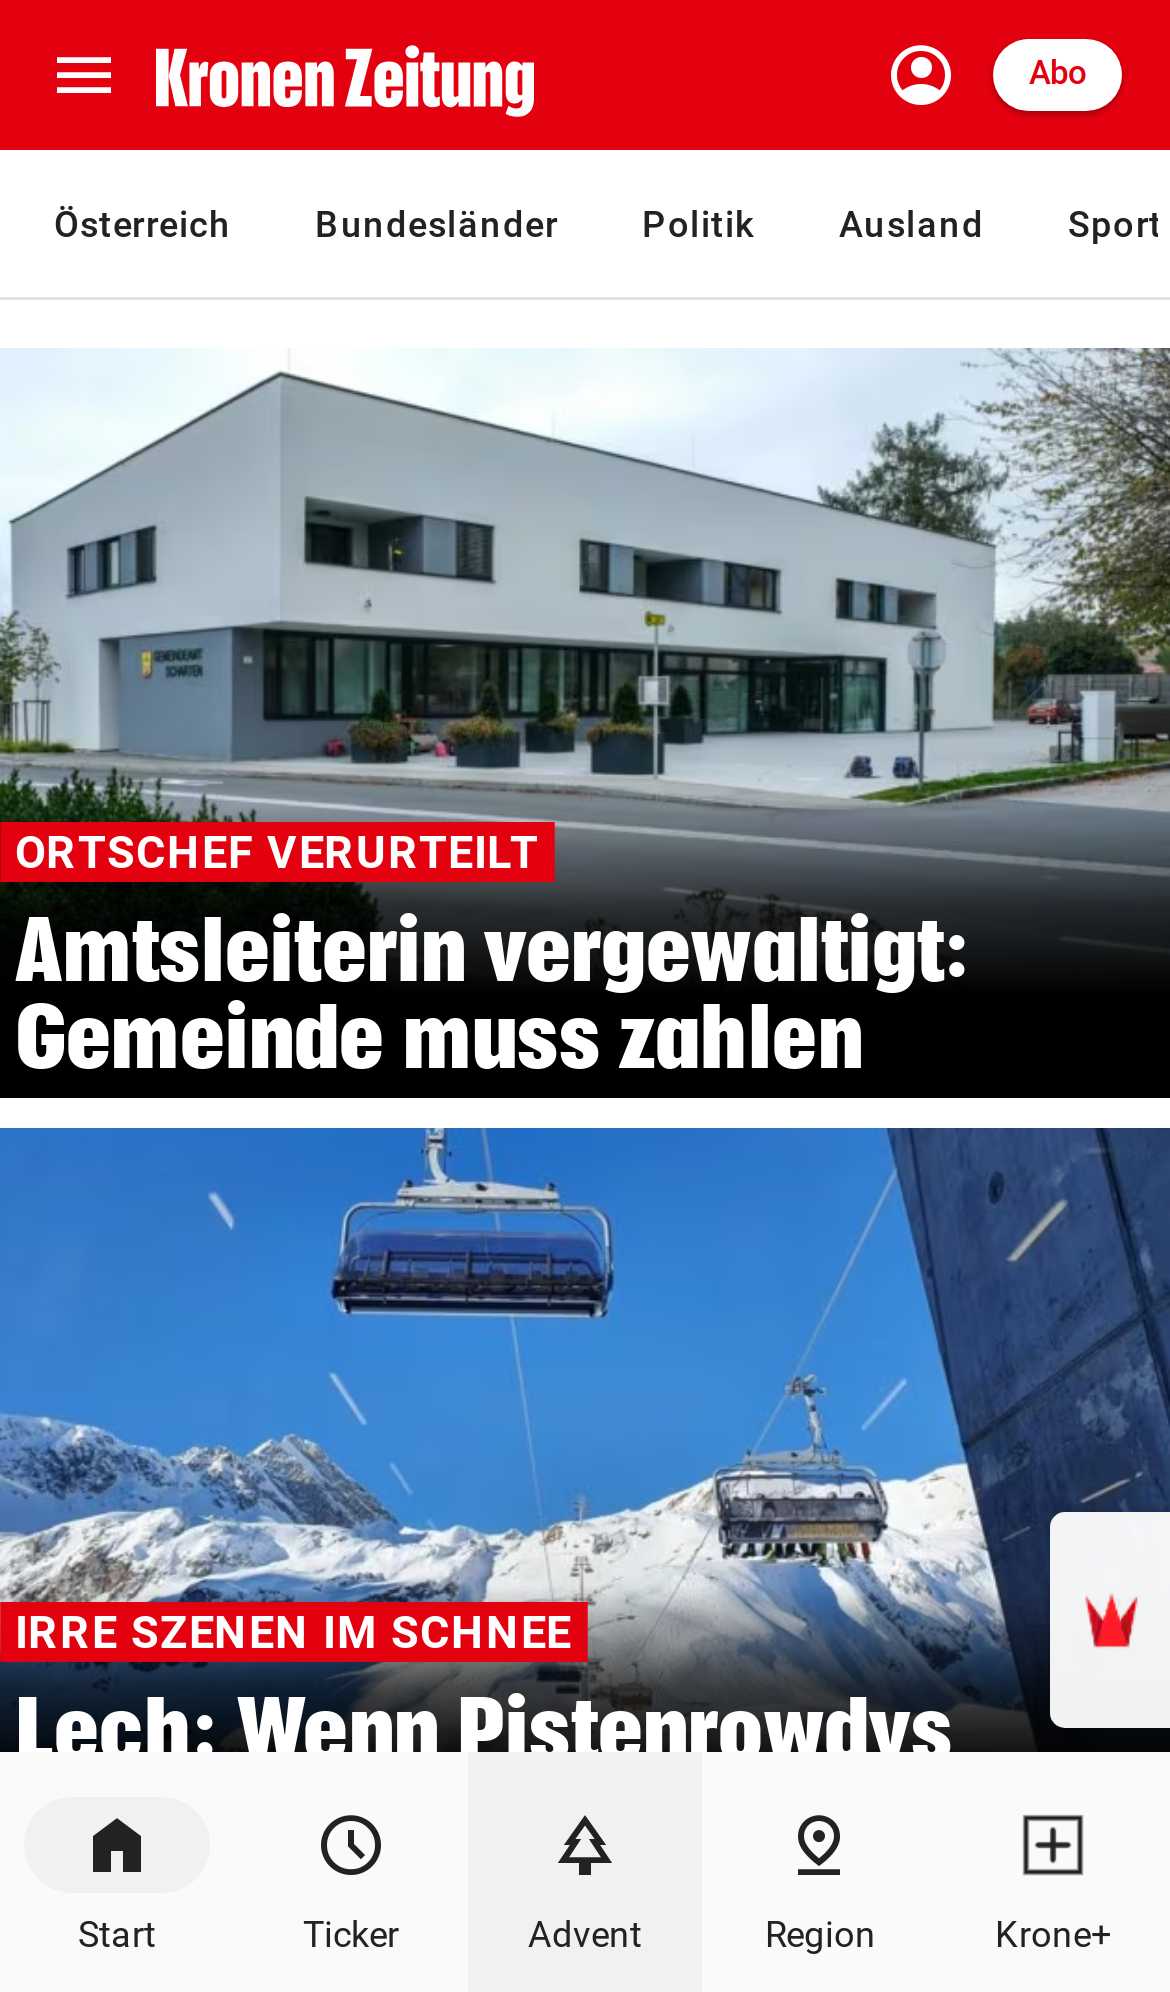 Kronen Zeitung
Abo
Österreich
Bundesländer
Politik
Ausland
Sport
GEMEINDEAMT
SCHARTEN
ORTSCHEF VERURTEILT
Amtsleiterin vergewaltigt:
Gemeinde muss zahlen
IRRE SZENEN IM SCHNEE
Lech: Wenn Pistenrowdys
Start
Ticker
Advent
Region
Krone+